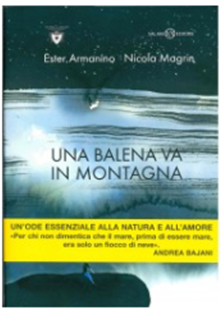 SALANI EDITORE
Ester Armanino Nicola Magrin
UNA BALENA VA
IN MONTAGNA
UN'ODE ESSENZIALE ALLA NATURA E ALL'AMORE
«Per chi non dimentica che il mare, prima di essere mare,
era solo un fiocco di neve».
ANDREA BAJANI